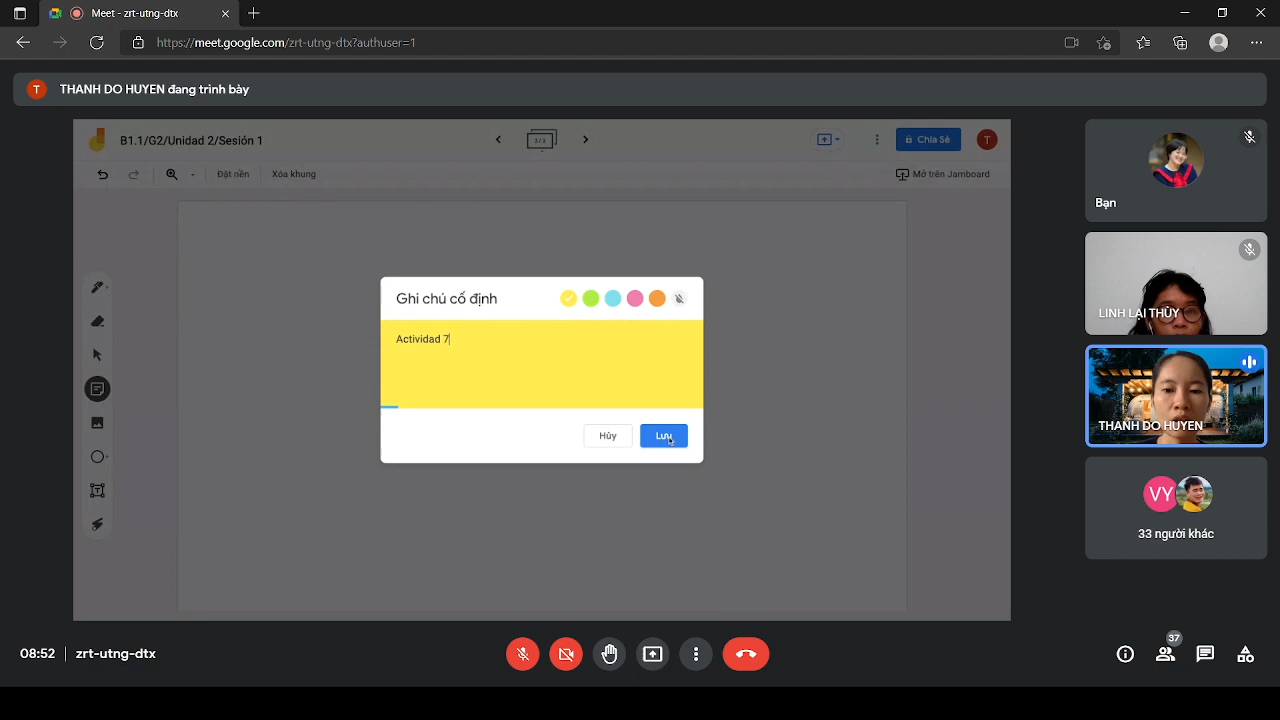 Meet - zrt-utng-dtx
https://meet.google.com/zrt-utng-dtx?authuser=1
T THANH DO HUYEN đang trình bày
B1.1/G2/Unidad 2/Sesión 1
3/3
Chia Sẻ
T
Đặt nền
Xóa khung
Mở trên Jamboard
Ghi chú cố định
Actividad 7
Hủy
Lưu
Bạn
LINH LẠI THÙY
THANH DO HUYEN
VY
33 người khác
08:52
zrt-utng-dtx
37